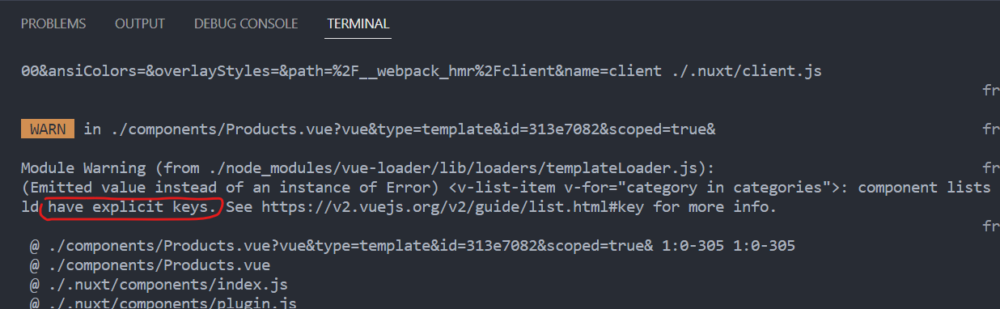 PROBLEMS OUTPUT DEBUG CONSOLE TERMINAL
00&ansiColors=&overlayStyles=&path=%2F__webpack_hmr%2Fclient&name=client ./.nuxt/client.js
fr
WARN in ./components/Products.vue?vue&type=template&id=313e7082&scoped=true& fr
Module Warning (from ./node_modules/vue-loader/lib/loaders/templateLoader.js): fr
(Emitted value instead of an instance of Error) <v-list-item v-for="category in categories">: component lists
ld have explicit keys. See https://v2.vuejs.org/v2/guide/list.html#key for more info.
fr
@ ./components/Products.vue?vue&type=template&id=313e7082&scoped=true& 1:0-305 1:0-305
@ ./components/Products.vue
@ ./.nuxt/components/index.js
@ ./.nuxt/components/plugin.js